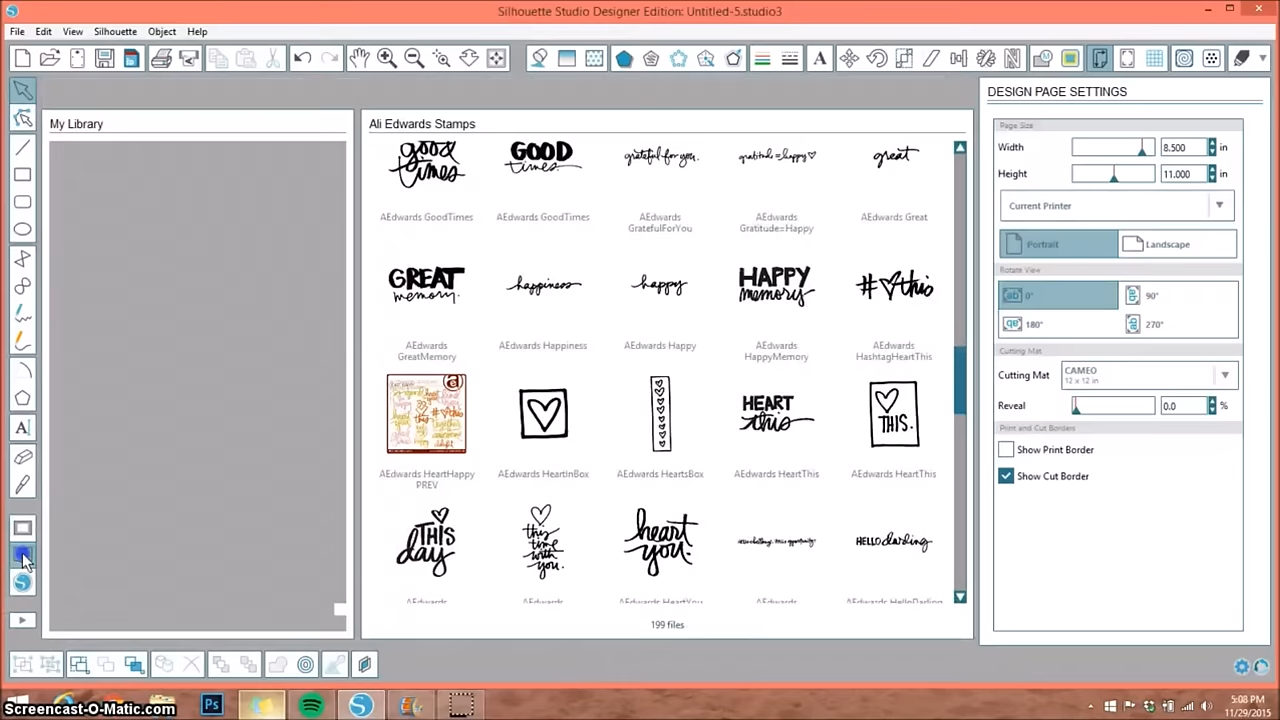 Silhouette Studio Designer Edition: Untitled-5.studio3
File Edit View Silhouette Object Help
My Library
Ali Edwards Stamps
good times
GOOD times.
grateful for you.
gratitude = happy
great
AEdwards GoodTimes
AEdwards GoodTimes
AEdwards
GratefulForYou
AEdwards
Gratitude=Happy
AEdwards Great
GREAT
memory.
happiness
happy
HAPPY
memory
# this
AEdwards
GreatMemory
AEdwards Happiness
AEdwards Happy
AEdwards
HappyMemory
AEdwards
HashtagHeartThis
HEART
this
THIS.
AEdwards HeartHappy
PREV
AEdwards HeartInBox
AEdwards HeartsBox
AEdwards HeartThis
AEdwards HeartThis
THIS
day
this
time
with
you.
heart
you.
HELLO darling
199 files
DESIGN PAGE SETTINGS
Page Size
Width 8.500 in
Height 11.000 in
Current Printer
Portrait
Landscape
Rotate View
0°
90°
180°
270°
Cutting Mat
Cutting Mat
CAMEO
12 x 12 in
Reveal 0.0 %
Print and Cut Borders
Show Print Border
Show Cut Border
Screencast-O-Matic.com
Ps
5:08 PM
11/29/2015